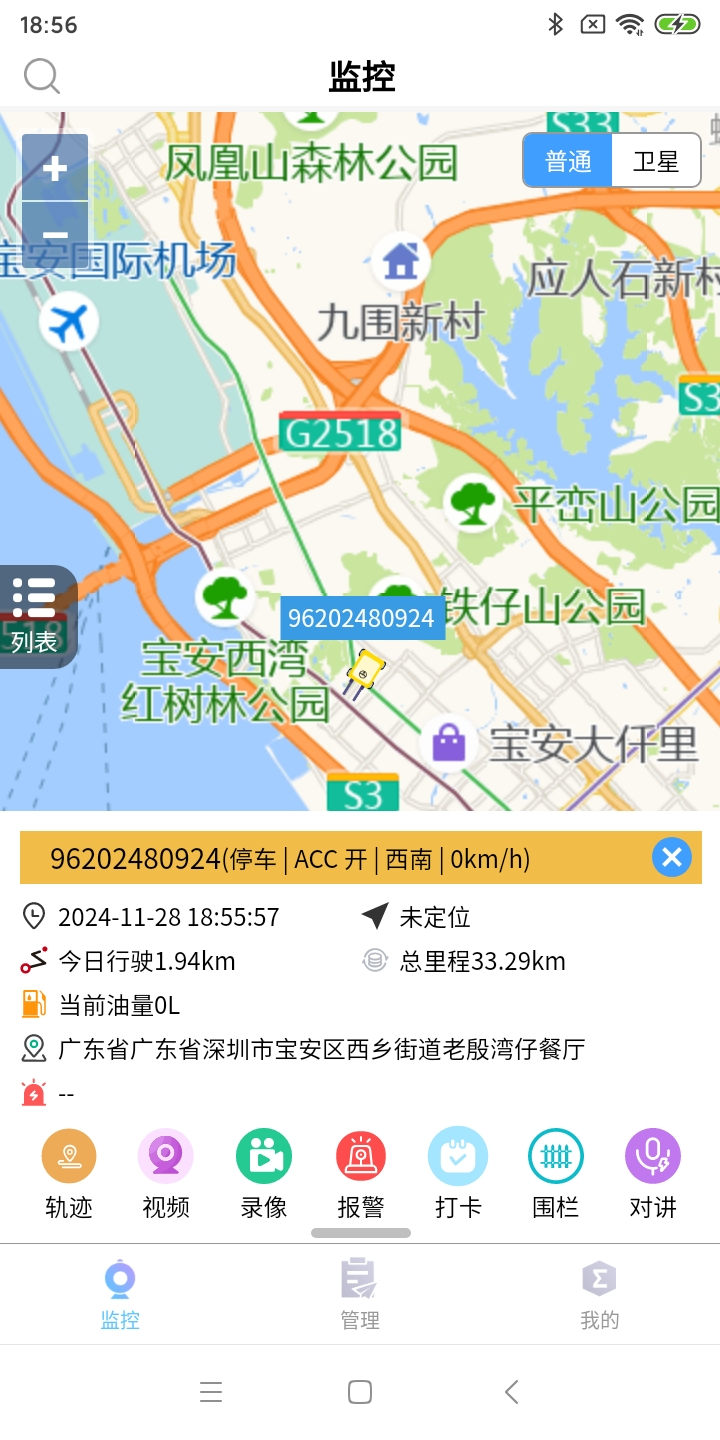 18:56
监控
S33
凤凰山森林公园
普通
卫星
+
−
宝安国际机场
应人石新村
九围新村
S3
G2518
平峦山公园
列表
96202480924
铁仔山公园
宝安西湾
红树林公园
宝安大仟里
S3
96202480924(停车 | ACC 开 | 西南 | 0km/h)
2024-11-28 18:55:57
未定位
今日行驶1.94km
总里程33.29km
当前油量0L
广东省广东省深圳市宝安区西乡街道老殷湾仔餐厅
--
轨迹
视频
录像
报警
打卡
围栏
对讲
监控
管理
我的